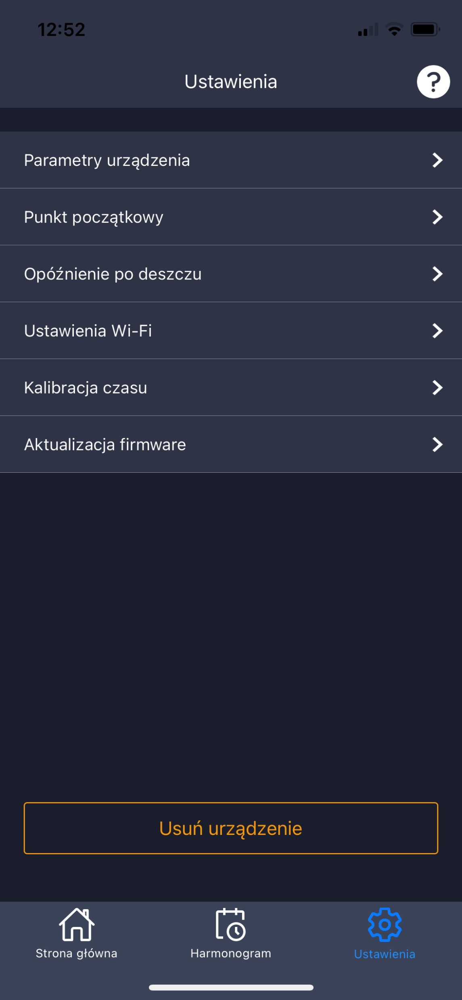 12:52
Ustawienia
?
Parametry urządzenia
Punkt początkowy
Opóźnienie po deszczu
Ustawienia Wi-Fi
Kalibracja czasu
Aktualizacja firmware
Usuń urządzenie
Strona główna
Harmonogram
Ustawienia